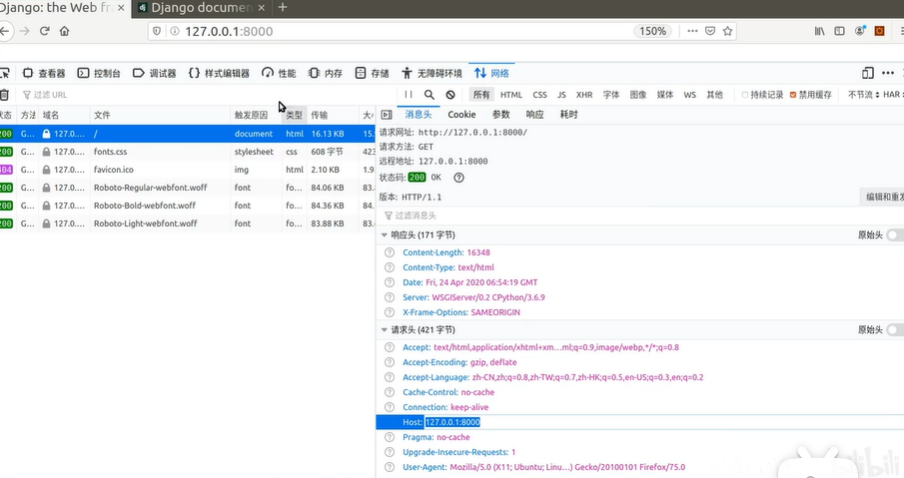 Django: the Web fr × Django documen × +
127.0.0.1:8000 150%
查看器 控制台 调试器 样式编辑器 性能 内存 存储 无障碍环境 网络
过滤 URL 所有 HTML CSS JS XHR 字体 图像 媒体 WS 其他 持续记录 禁用缓存 不节流 HAR
状态 方法 域名 文件 触发原因 类型 传输 大小 消息头 Cookie 参数 响应 耗时
200 G... 127.0.... / document html 16.13 KB 15.
200 G... 127.0.... fonts.css stylesheet css 608 字节 423
404 G... 127.0.... favicon.ico img html 2.10 KB 1.9
200 G... 127.0.... Roboto-Regular-webfont.woff font fo... 84.06 KB 83.
200 G... 127.0.... Roboto-Bold-webfont.woff font fo... 84.36 KB 84.
200 G... 127.0.... Roboto-Light-webfont.woff font fo... 83.88 KB 83.
请求网址: http://127.0.0.1:8000/
请求方法: GET
远程地址: 127.0.0.1:8000
状态码: 200 OK
版本: HTTP/1.1 编辑和重发
过滤消息头
响应头 (171 字节) 原始头
Content-Length: 16348
Content-Type: text/html
Date: Fri, 24 Apr 2020 06:54:19 GMT
Server: WSGIServer/0.2 CPython/3.6.9
X-Frame-Options: SAMEORIGIN
请求头 (421 字节) 原始头
Accept: text/html,application/xhtml+xm...ml;q=0.9,image/webp,*/*;q=0.8
Accept-Encoding: gzip, deflate
Accept-Language: zh-CN,zh;q=0.8,zh-TW;q=0.7,zh-HK;q=0.5,en-US;q=0.3,en;q=0.2
Cache-Control: no-cache
Connection: keep-alive
Host: 127.0.0.1:8000
Pragma: no-cache
Upgrade-Insecure-Requests: 1
User-Agent: Mozilla/5.0 (X11; Ubuntu; Linu...) Gecko/20100101 Firefox/75.0